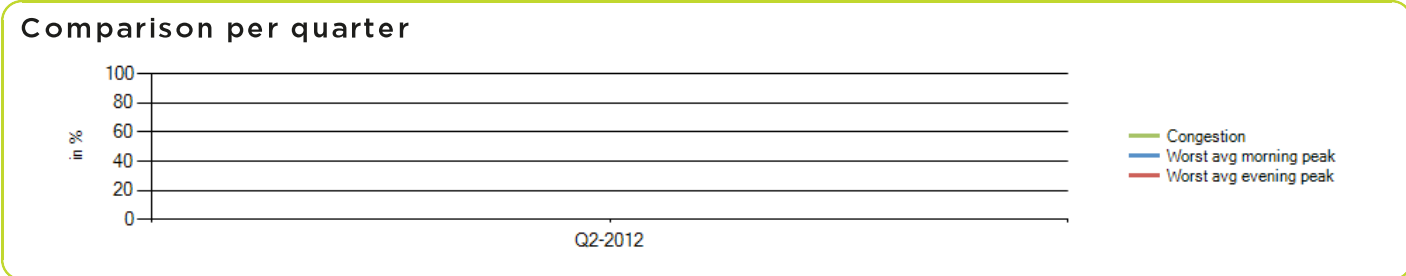 Comparison per quarter
100
80
60
40
20
0
in %
Q2-2012
Congestion
Worst avg morning peak
Worst avg evening peak